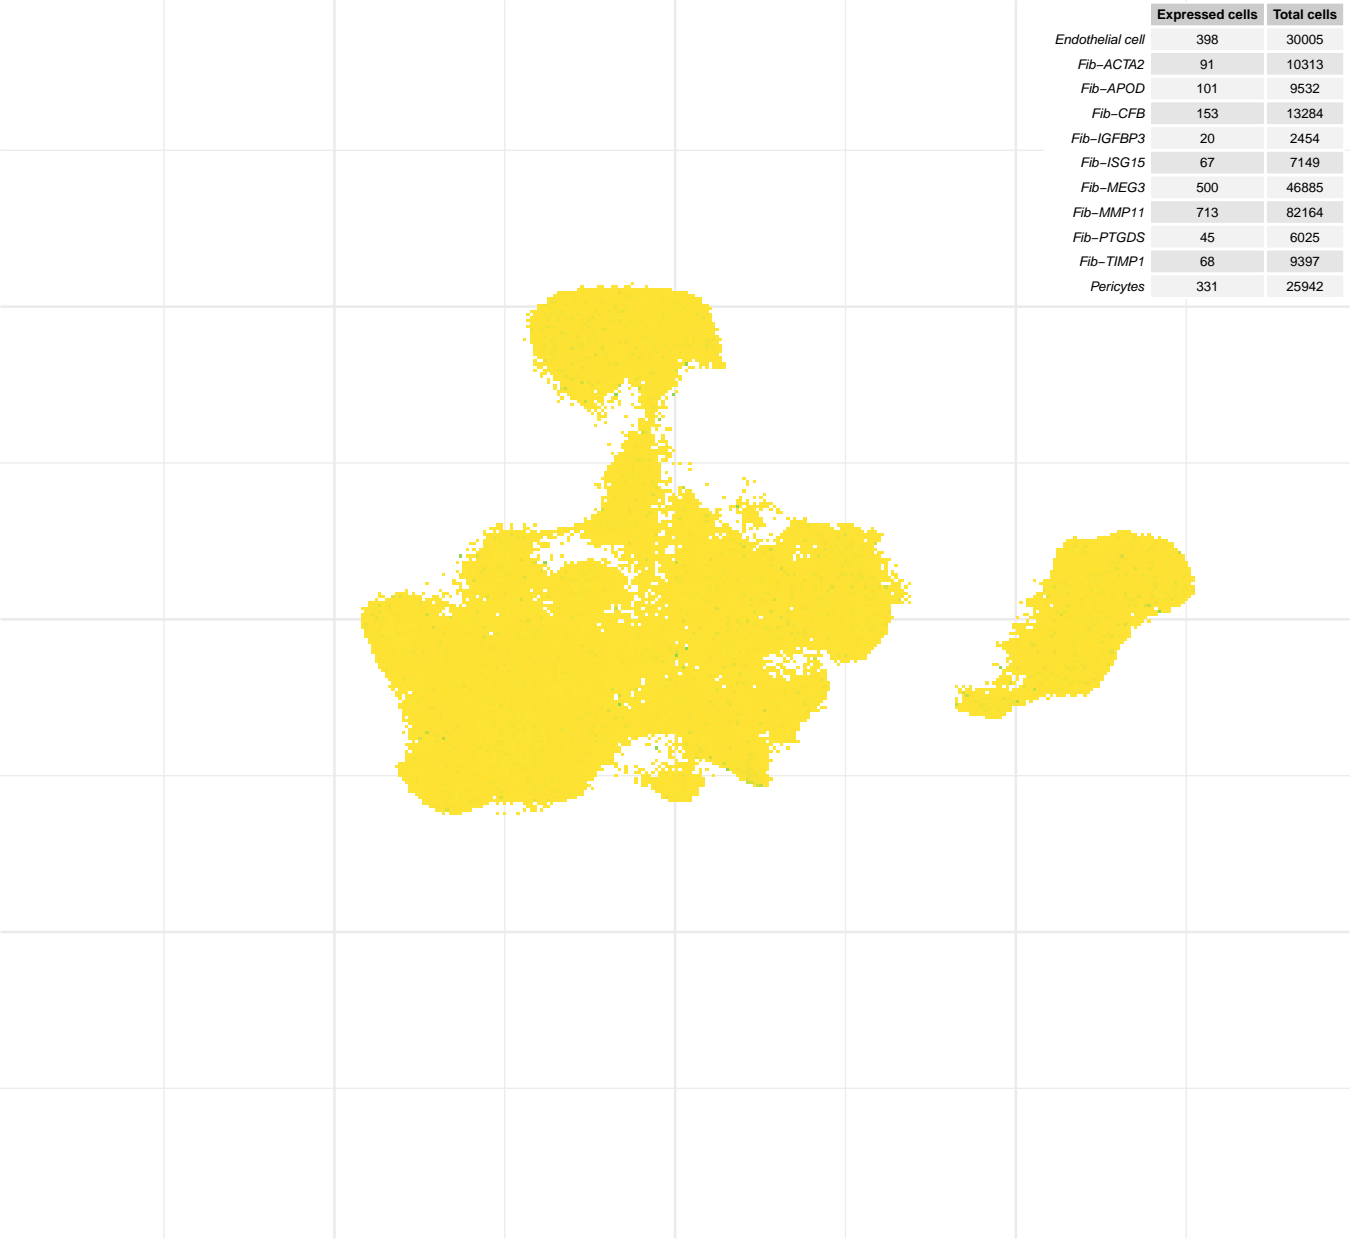 Expressed cells Total cells
Endothelial cell 398 30005
Fib−ACTA2 91 10313
Fib−APOD 101 9532
Fib−CFB 153 13284
Fib−IGFBP3 20 2454
Fib−ISG15 67 7149
Fib−MEG3 500 46885
Fib−MMP11 713 82164
Fib−PTGDS 45 6025
Fib−TIMP1 68 9397
Pericytes 331 25942